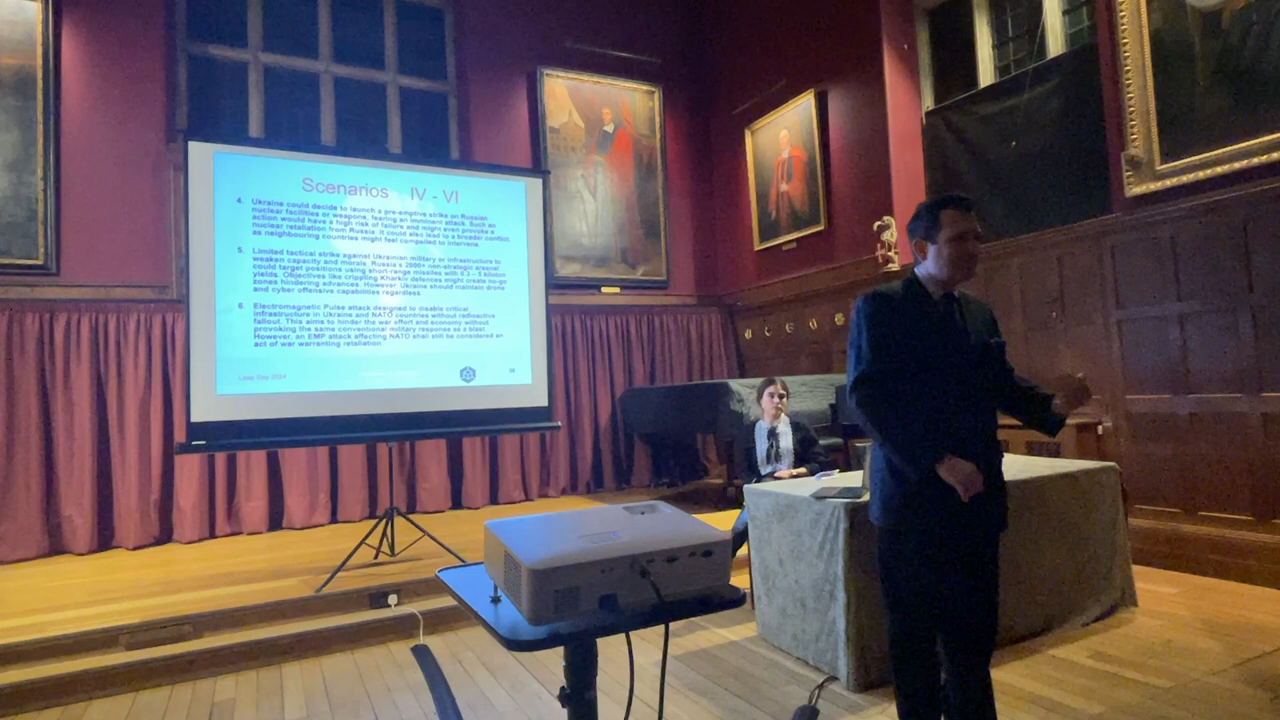 Scenarios IV - VI
4. Ukraine could decide to launch a pre-emptive strike on Russian
nuclear facilities or weapons, fearing an imminent attack. Such an
action would have a high risk of failure and might even provoke a
nuclear retaliation from Russia. It could also lead to a broader conflict,
as neighbouring countries might feel compelled to intervene.
5. Limited tactical strike against Ukrainian military or infrastructure to
weaken capacity and morale. Russia's 2000+ non-strategic arsenal
could target positions using short-range missiles with 0.3 – 5 kiloton
yields. Objectives like crippling Kharkiv defences might create no-go
zones hindering advances. However, Ukraine should maintain drone
and cyber offensive capabilities regardless.
6. Electromagnetic Pulse attack designed to disable critical
infrastructure in Ukraine and NATO countries without radioactive
fallout. This aims to hinder the war effort and economy without
provoking the same conventional military response as a blast.
However, an EMP attack affecting NATO shall still be considered an
act of war warranting retaliation.
Leap Day 2024